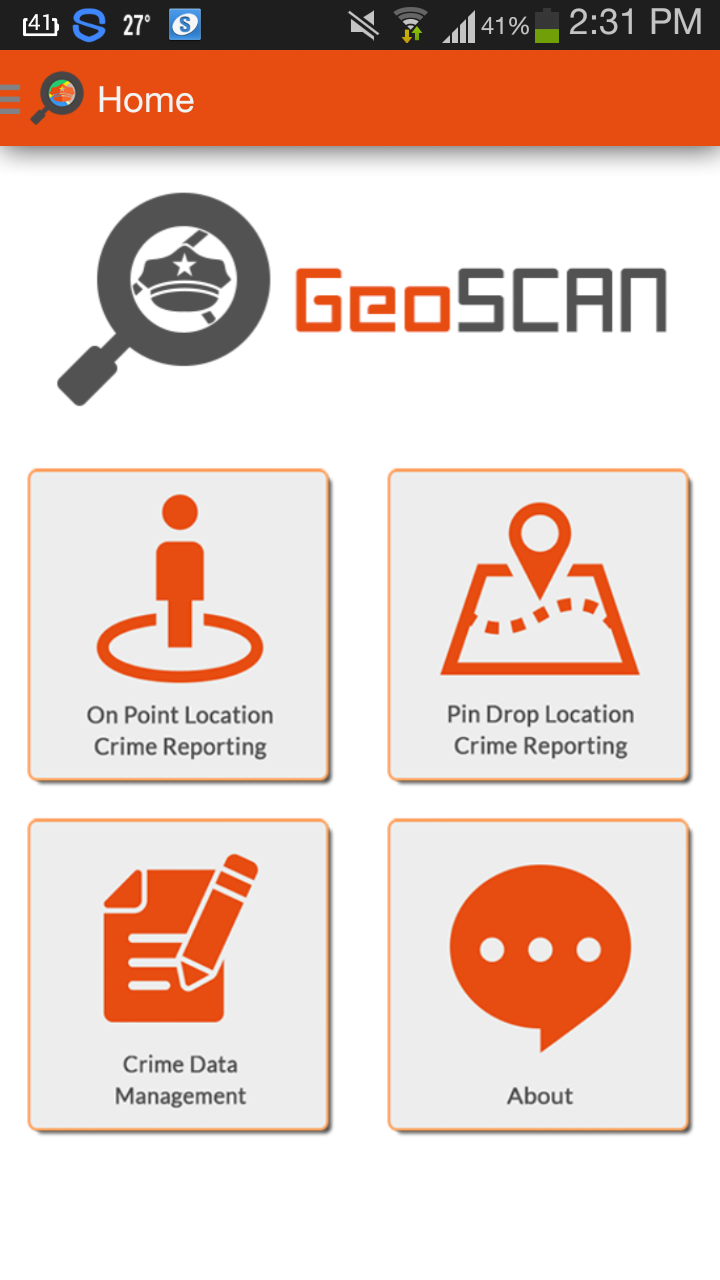 41 27° S 41% 2:31 PM
Home
GeoSCAN
On Point Location
Crime Reporting
Pin Drop Location
Crime Reporting
Crime Data
Management
About